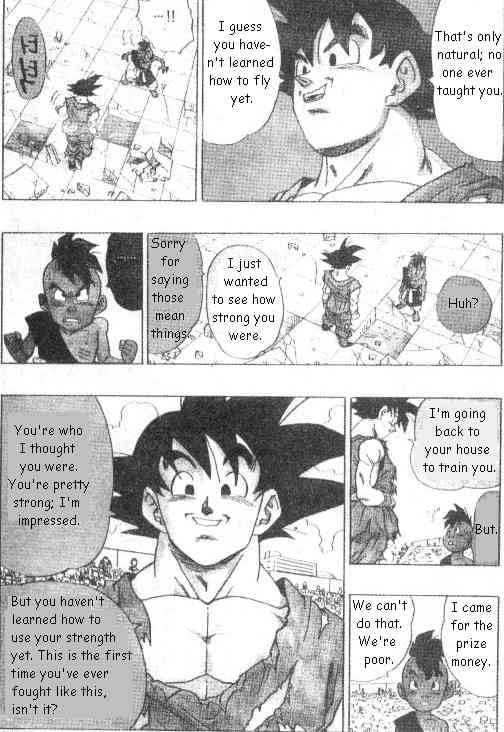 ...!!
I guess
you have-
n't learned
how to fly
yet.
That's only
natural; no
one ever
taught you.
Sorry
for
saying
those
mean
things.
I just
wanted
to see how
strong you
were.
Huh?
You're who
I thought
you were.
You're pretty
strong; I'm
impressed.
But you haven't
learned how to
use your strength
yet. This is the first
time you've ever
fought like this,
isn't it?
I'm going
back to
your house
to train you.
But.
We can't
do that.
We're
poor.
I came
for the
prize
money.